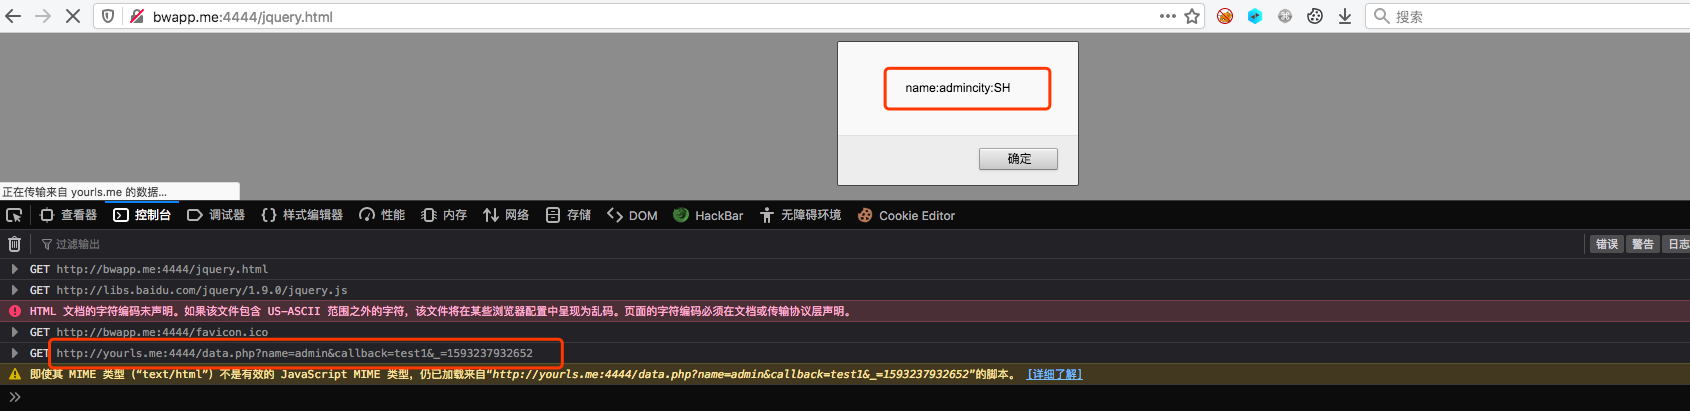 bwapp.me:4444/jquery.html
搜索
name:admincity:SH
确定
正在传输来自 yourls.me 的数据...
查看器 控制台 调试器 样式编辑器 性能 内存 网络 存储 DOM HackBar 无障碍环境 Cookie Editor
过滤输出 错误 警告 日志
GET http://bwapp.me:4444/jquery.html
GET http://libs.baidu.com/jquery/1.9.0/jquery.js
HTML 文档的字符编码未声明。如果该文件包含 US-ASCII 范围之外的字符，该文件将在某些浏览器配置中呈现为乱码。页面的字符编码必须在文档或传输协议层声明。
GET http://bwapp.me:4444/favicon.ico
GET http://yourls.me:4444/data.php?name=admin&callback=test1&_=1593237932652
即使其 MIME 类型（“text/html”）不是有效的 JavaScript MIME 类型，仍已加载来自“http://yourls.me:4444/data.php?name=admin&callback=test1&_=1593237932652”的脚本。 [详细了解]